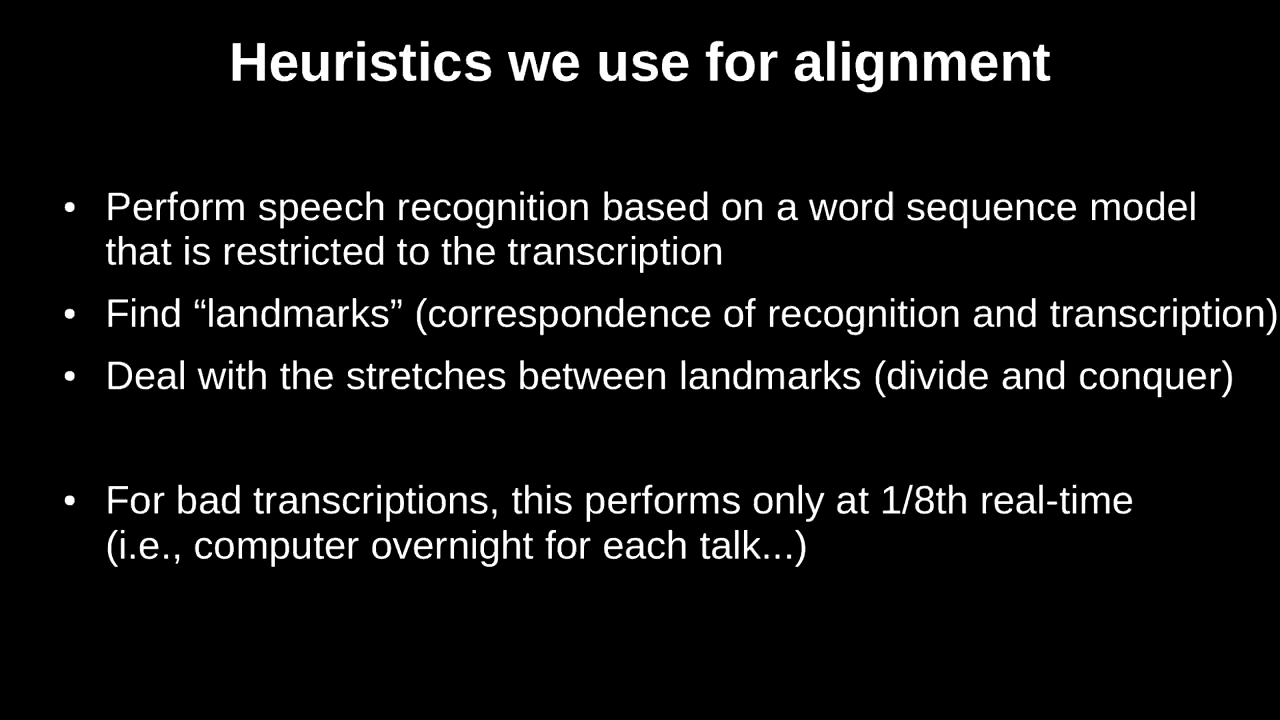 Heuristics we use for alignment
• Perform speech recognition based on a word sequence model
that is restricted to the transcription
• Find “landmarks” (correspondence of recognition and transcription)
• Deal with the stretches between landmarks (divide and conquer)
• For bad transcriptions, this performs only at 1/8th real-time
(i.e., computer overnight for each talk...)